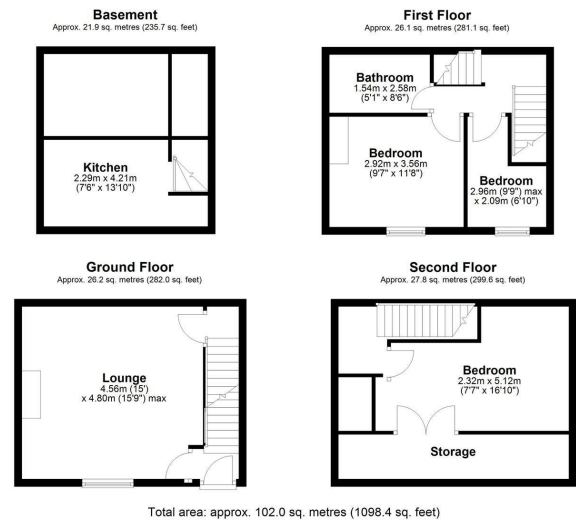 Basement
Approx. 21.9 sq. metres (235.7 sq. feet)
Kitchen
2.29m x 4.21m
(7'6" x 13'10")
First Floor
Approx. 26.1 sq. metres (281.1 sq. feet)
Bathroom
1.54m x 2.58m
(5'1" x 8'6")
Bedroom
2.92m x 3.56m
(9'7" x 11'8")
Bedroom
2.96m (9'9") max
x 2.09m (6'10")
Ground Floor
Approx. 26.2 sq. metres (282.0 sq. feet)
Lounge
4.56m (15')
x 4.80m (15'9") max
Second Floor
Approx. 27.8 sq. metres (299.6 sq. feet)
Bedroom
2.32m x 5.12m
(7'7" x 16'10")
Storage
Total area: approx. 102.0 sq. metres (1098.4 sq. feet)